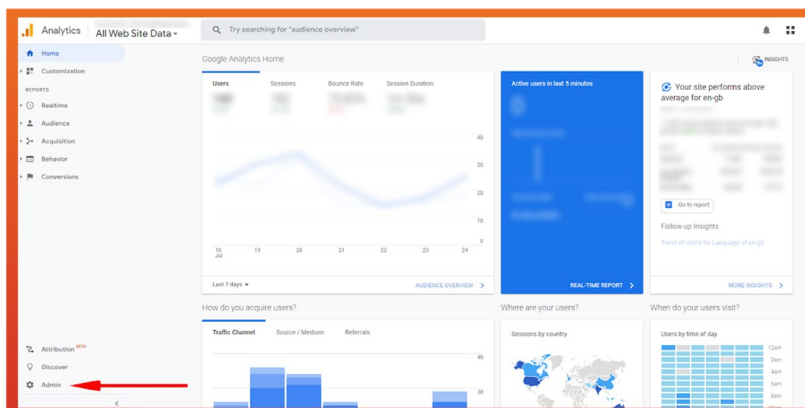 Analytics
All Web Site Data
Try searching for "audience overview"
Home
Customization
REPORTS
Realtime
Audience
Acquisition
Behavior
Conversions
Attribution BETA
Discover
Admin
Google Analytics Home
INSIGHTS
Users Sessions Bounce Rate Session Duration
40
30
20
10
0
18 19 20 21 22 23 24
Jul
Last 7 days
AUDIENCE OVERVIEW
Active users in last 5 minutes
REAL-TIME REPORT
Your site performs above
average for en-gb
Go to report
Follow-up Insights
Trend of Users for Language of en-gb
MORE INSIGHTS
How do you acquire users?
Traffic Channel Source / Medium Referrals
40
30
Where are your users?
Sessions by country
When do your users visit?
Users by time of day
12am
2am
4am
6am
8am